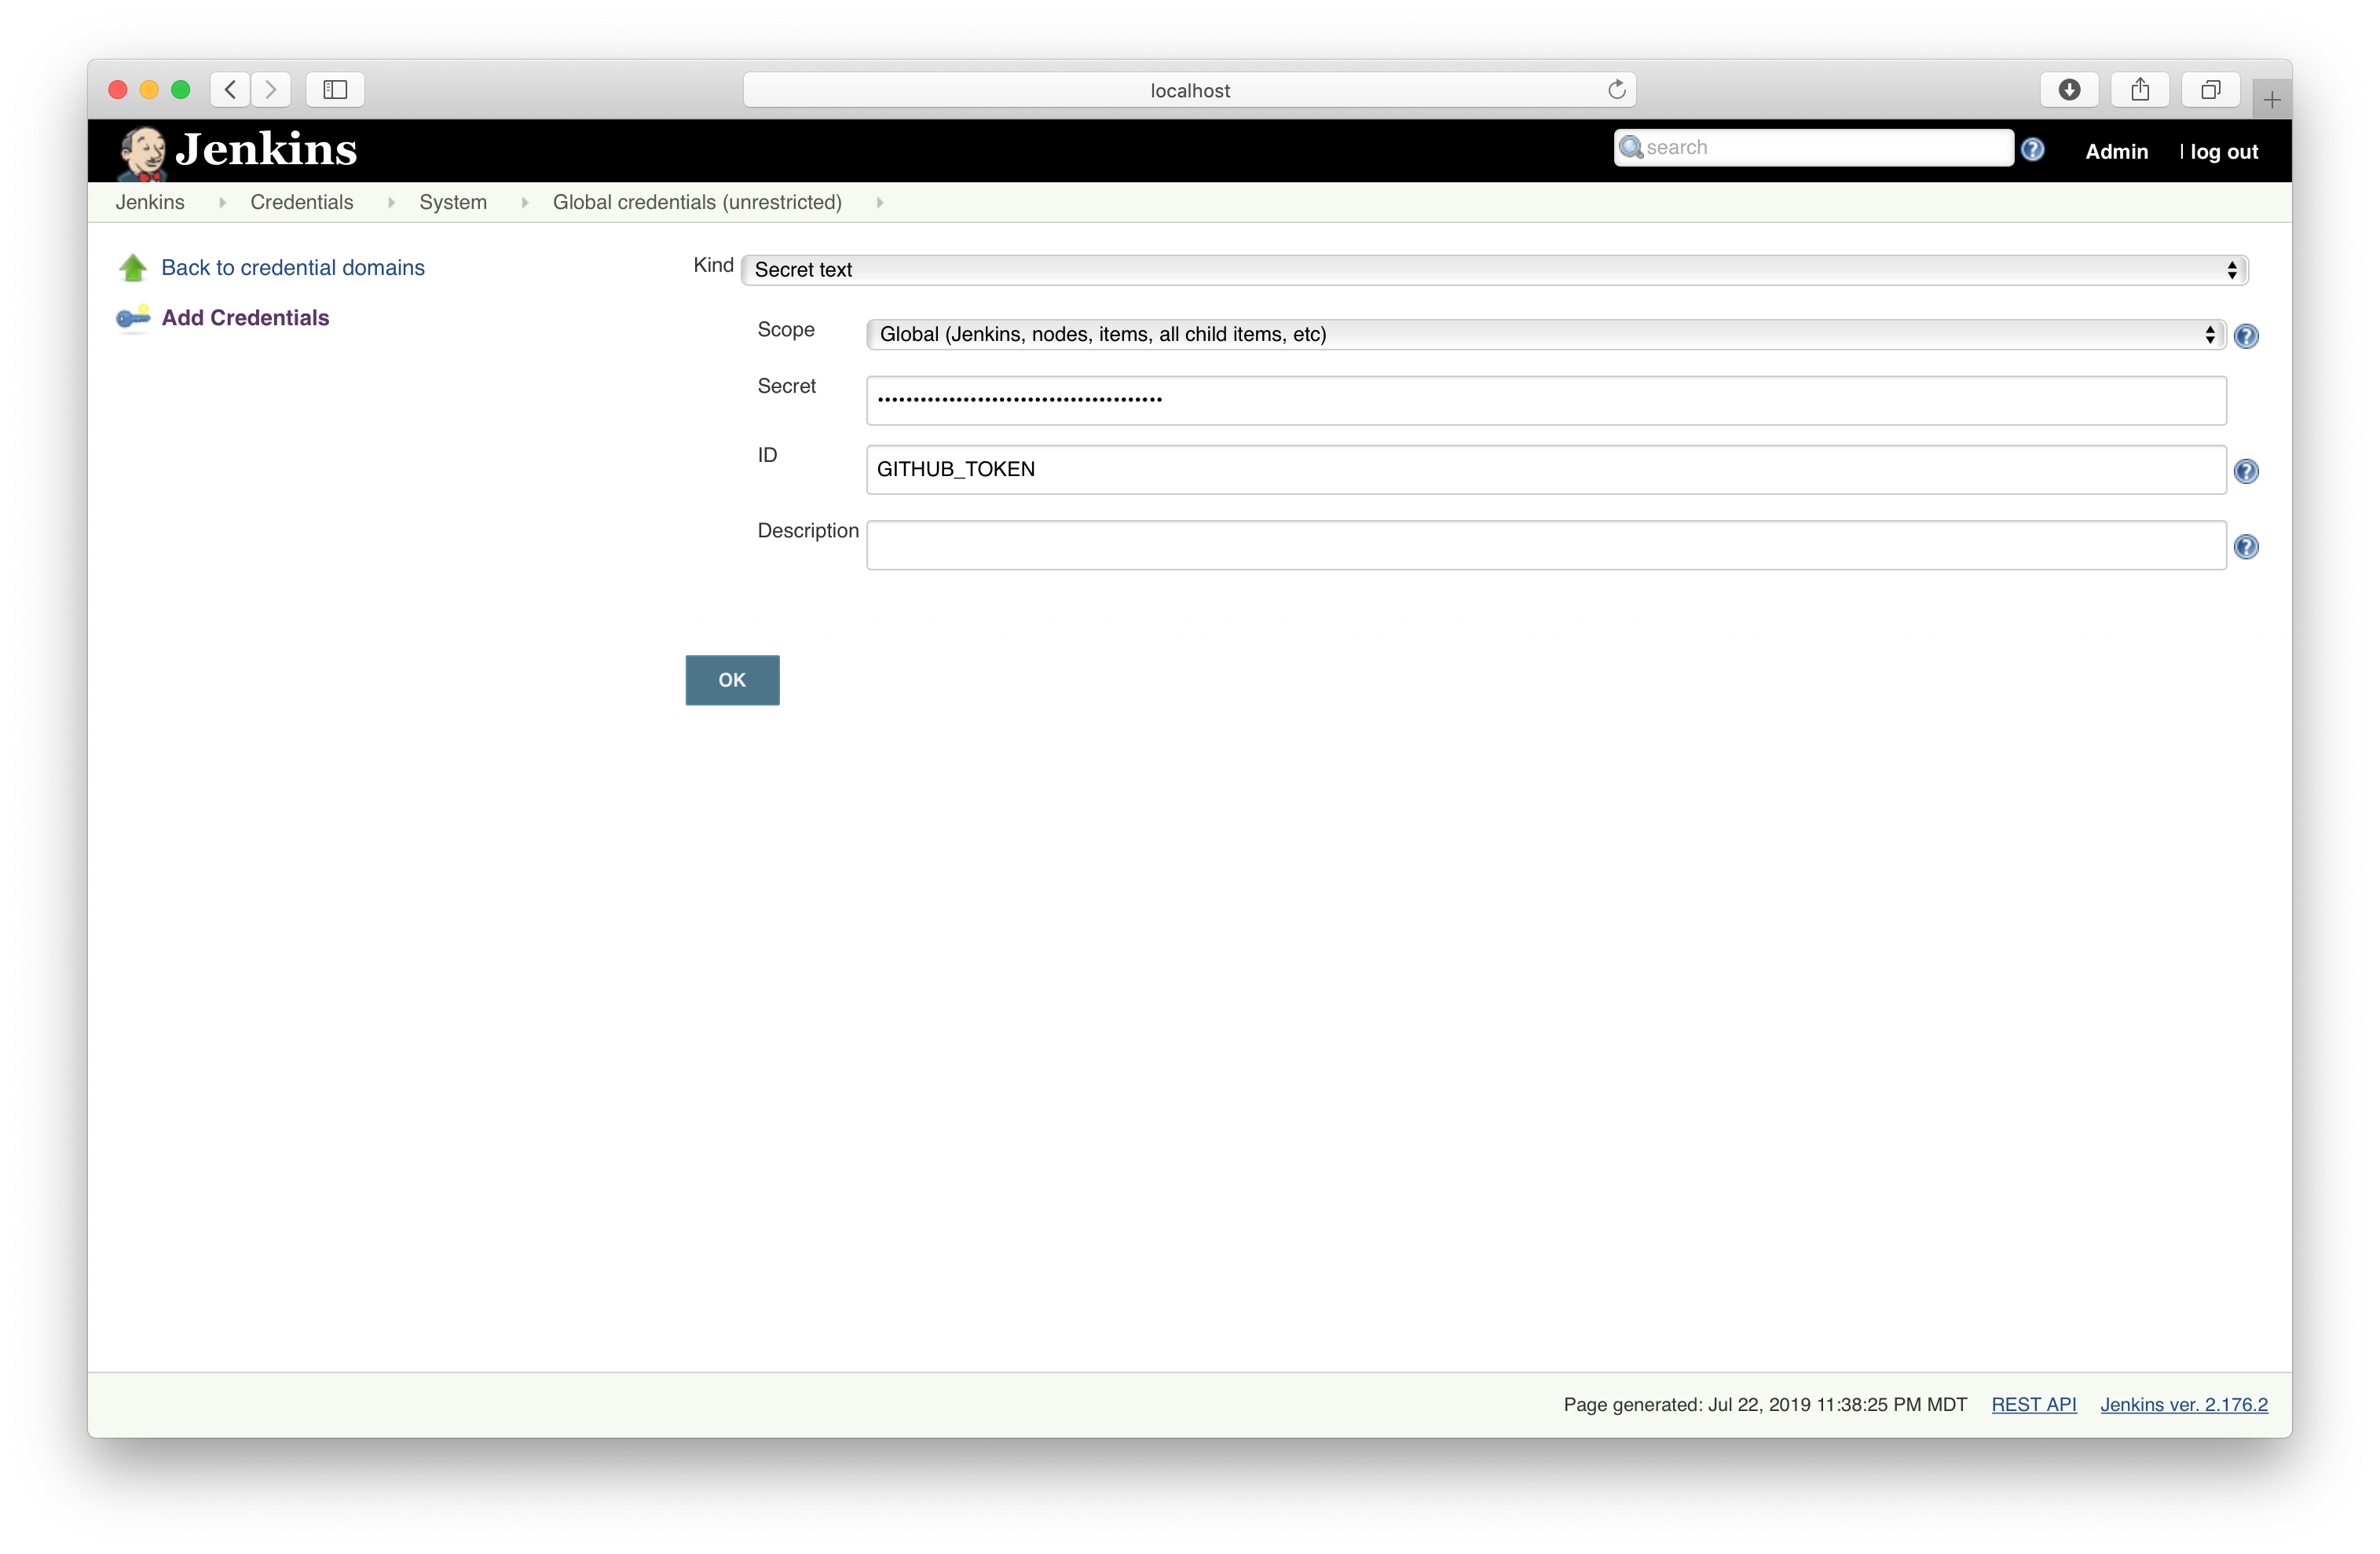 localhost
Jenkins
search
Admin
| log out
Jenkins
Credentials
System
Global credentials (unrestricted)
Back to credential domains
Add Credentials
Kind
Secret text
Scope
Global (Jenkins, nodes, items, all child items, etc)
Secret
••••••••••••••••••••••••••••••••••••••••
ID
GITHUB_TOKEN
Description
OK
Page generated: Jul 22, 2019 11:38:25 PM MDT
REST API
Jenkins ver. 2.176.2